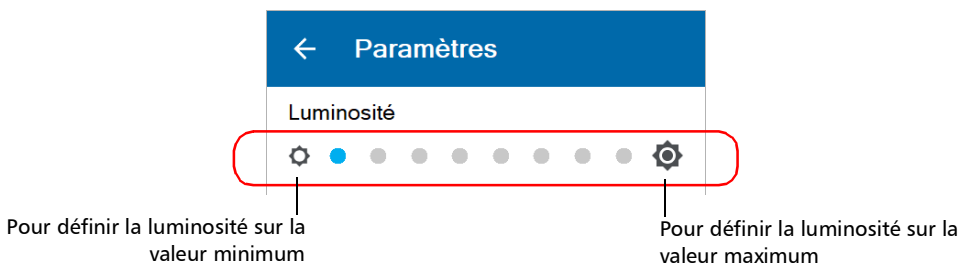 Paramètres
Luminosité
Pour définir la luminosité sur la
valeur minimum
Pour définir la luminosité sur la
valeur maximum